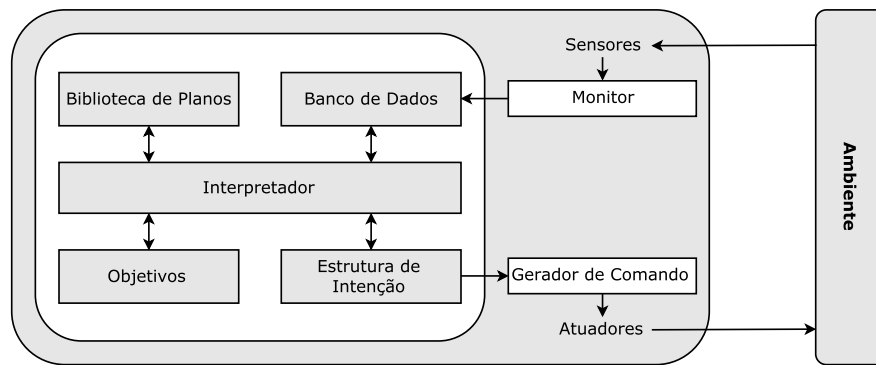 Sensores
Biblioteca de Planos
Banco de Dados
Monitor
Interpretador
Ambiente
Objetivos
Estrutura de
Intenção
Gerador de Comando
Atuadores